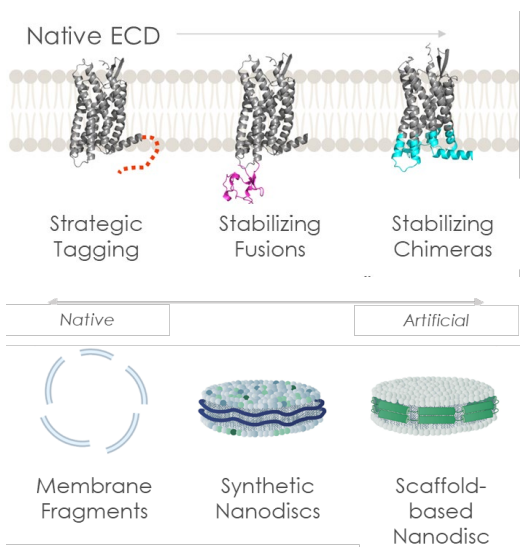 Native ECD
Strategic
Tagging
Stabilizing
Fusions
Stabilizing
Chimeras
Native
Artificial
Membrane
Fragments
Synthetic
Nanodiscs
Scaffold-
based
Nanodisc